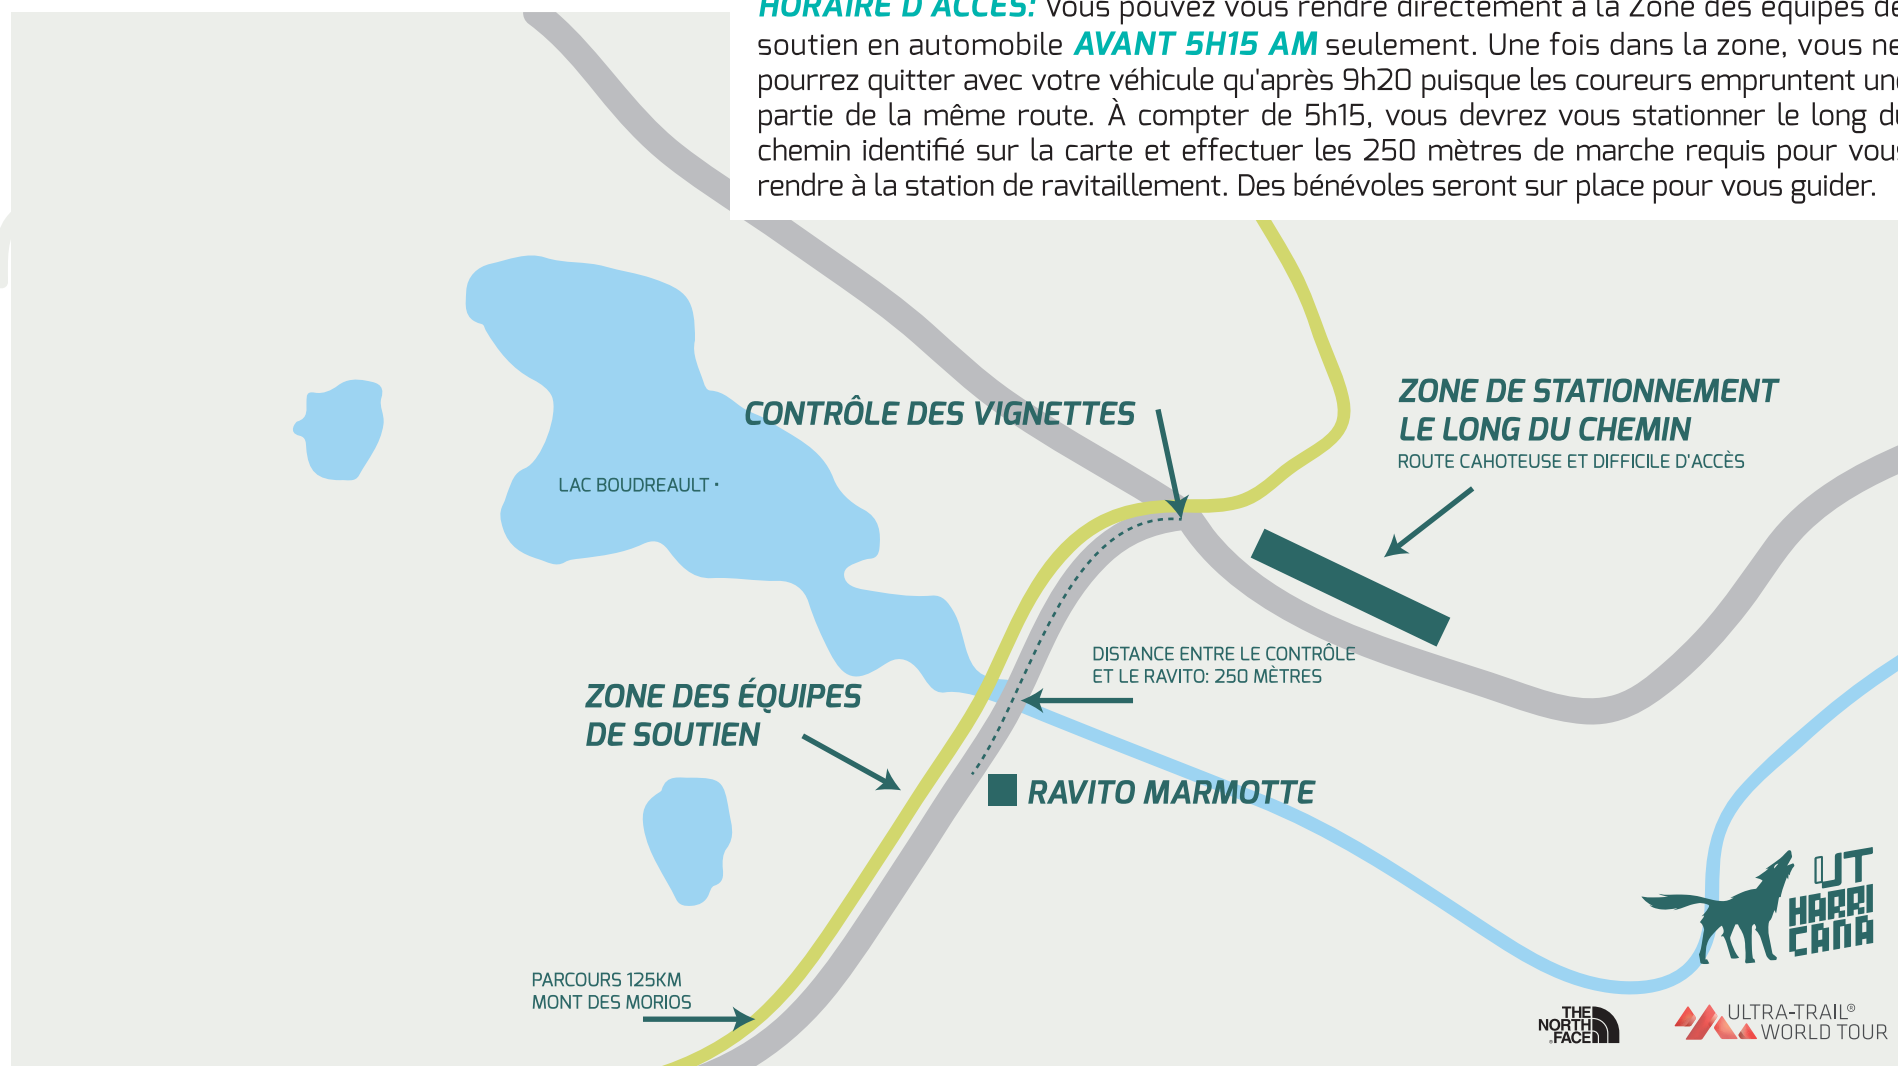 HORAIRE D'ACCÈS: Vous pouvez vous rendre directement à la Zone des équipes de
soutien en automobile AVANT 5H15 AM seulement. Une fois dans la zone, vous ne
pourrez quitter avec votre véhicule qu'après 9h20 puisque les coureurs empruntent une
partie de la même route. À compter de 5h15, vous devrez vous stationner le long du
chemin identifié sur la carte et effectuer les 250 mètres de marche requis pour vous
rendre à la station de ravitaillement. Des bénévoles seront sur place pour vous guider.
CONTRÔLE DES VIGNETTES
ZONE DE STATIONNEMENT
LE LONG DU CHEMIN
ROUTE CAHOTEUSE ET DIFFICILE D'ACCÈS
LAC BOUDREAULT
DISTANCE ENTRE LE CONTRÔLE
ET LE RAVITO: 250 MÈTRES
ZONE DES ÉQUIPES
DE SOUTIEN
RAVITO MARMOTTE
PARCOURS 125KM
MONT DES MORIOS
UT
HARRI
CANA
THE
NORTH
FACE
ULTRA-TRAIL®
WORLD TOUR